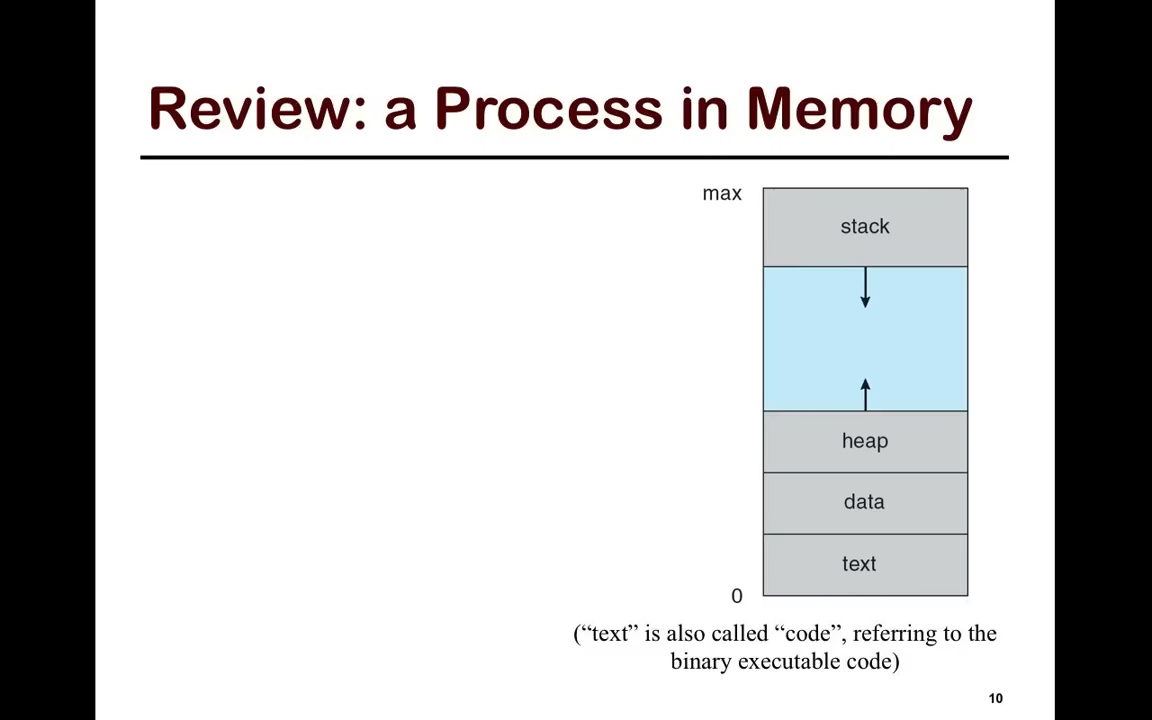 Review: a Process in Memory
max
stack
heap
data
text
0
(“text” is also called “code”, referring to the
binary executable code)
10